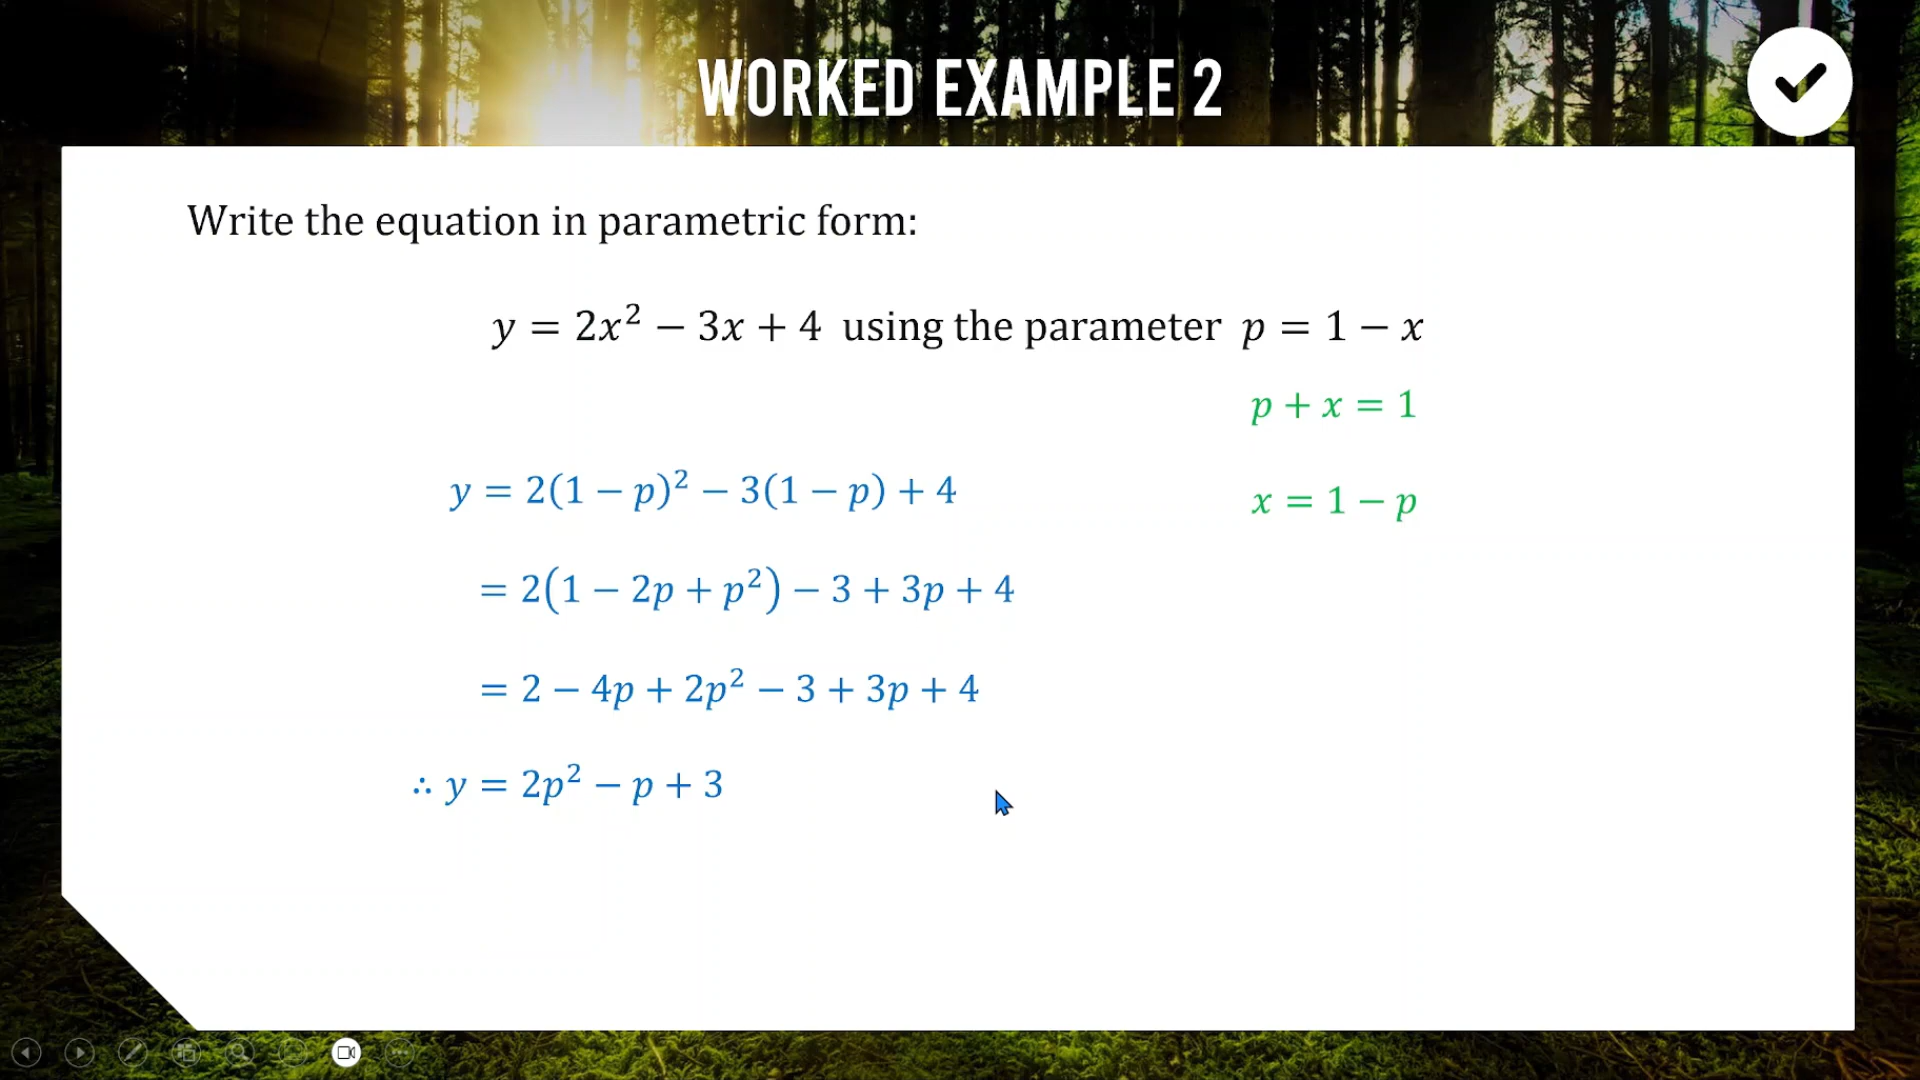 WORKED EXAMPLE 2
Write the equation in parametric form:
y = 2x² − 3x + 4 using the parameter p = 1 − x
p + x = 1
y = 2(1 − p)² − 3(1 − p) + 4
x = 1 − p
= 2(1 − 2p + p²) − 3 + 3p + 4
= 2 − 4p + 2p² − 3 + 3p + 4
∴ y = 2p² − p + 3